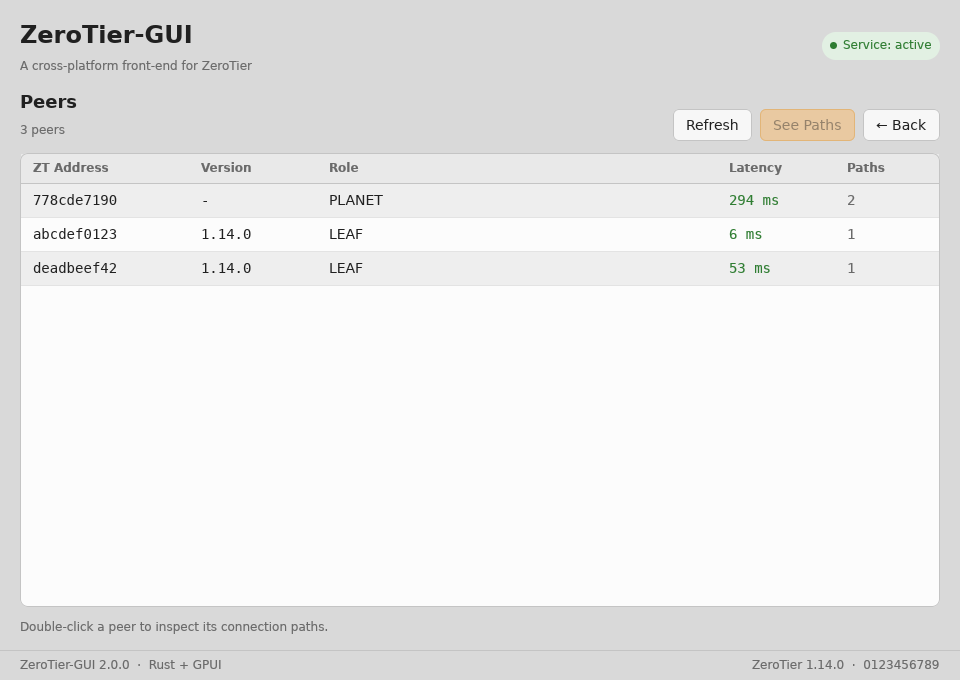 ZeroTier-GUI
A cross-platform front-end for ZeroTier
Service: active
Peers
3 peers
Refresh
See Paths
← Back
ZT Address Version Role Latency Paths
778cde7190 - PLANET 294 ms 2
abcdef0123 1.14.0 LEAF 6 ms 1
deadbeef42 1.14.0 LEAF 53 ms 1
Double-click a peer to inspect its connection paths.
ZeroTier-GUI 2.0.0 · Rust + GPUI
ZeroTier 1.14.0 · 0123456789